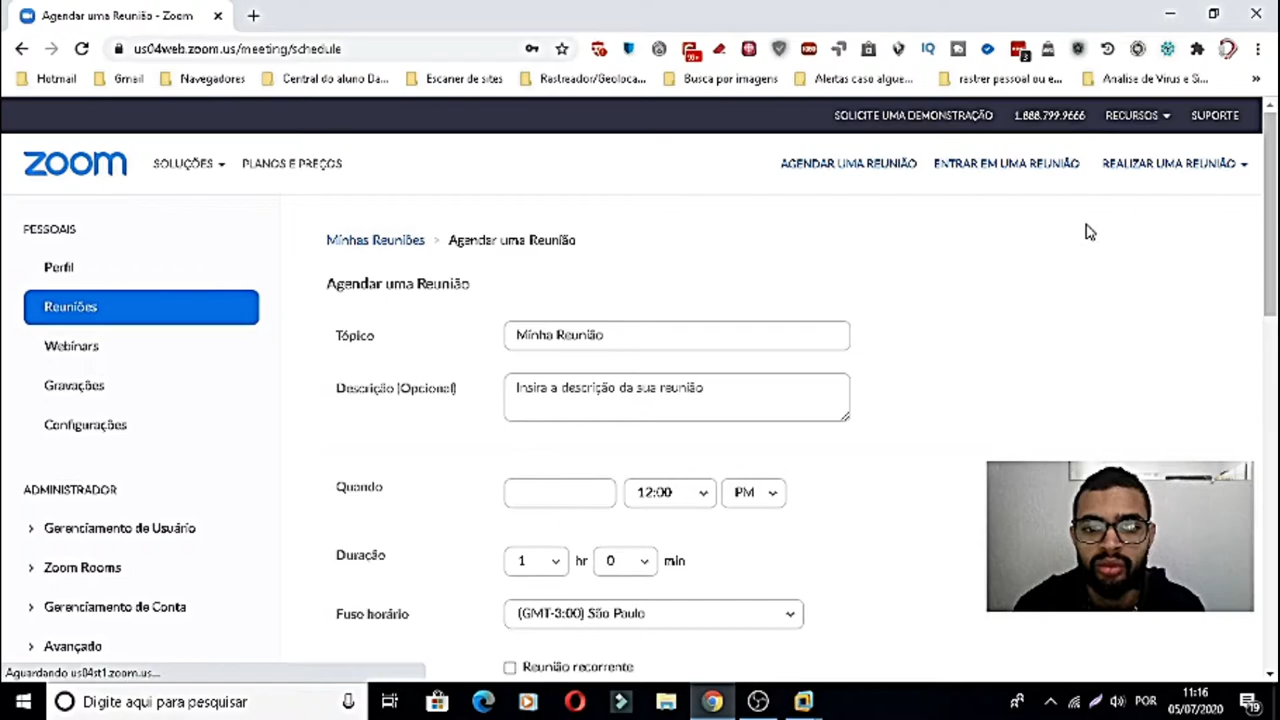 Agendar uma Reunião - Zoom
us04web.zoom.us/meeting/schedule
Hotmail
Gmail
Navegadores
Central do aluno Da...
Escaner de sites
Rastreador/Geoloca...
Busca por imagens
Alertas caso algue...
rastrer pessoal ou e...
Analise de Virus e Si...
SOLICITE UMA DEMONSTRAÇÃO
1.888.799.9666
RECURSOS
SUPORTE
zoom
SOLUÇÕES
PLANOS E PREÇOS
AGENDAR UMA REUNIÃO
ENTRAR EM UMA REUNIÃO
REALIZAR UMA REUNIÃO
PESSOAIS
Perfil
Reuniões
Webinars
Gravações
Configurações
ADMINISTRADOR
Gerenciamento de Usuário
Zoom Rooms
Gerenciamento de Conta
Avançado
Minhas Reuniões > Agendar uma Reunião
Agendar uma Reunião
Tópico
Minha Reunião
Descrição (Opcional)
Insira a descrição da sua reunião
Quando
12:00
PM
Duração
1 hr 0 min
Fuso horário
(GMT-3:00) São Paulo
Reunião recorrente
Aguardando us04st1.zoom.us...
Digite aqui para pesquisar
POR
11:16
05/07/2020
19